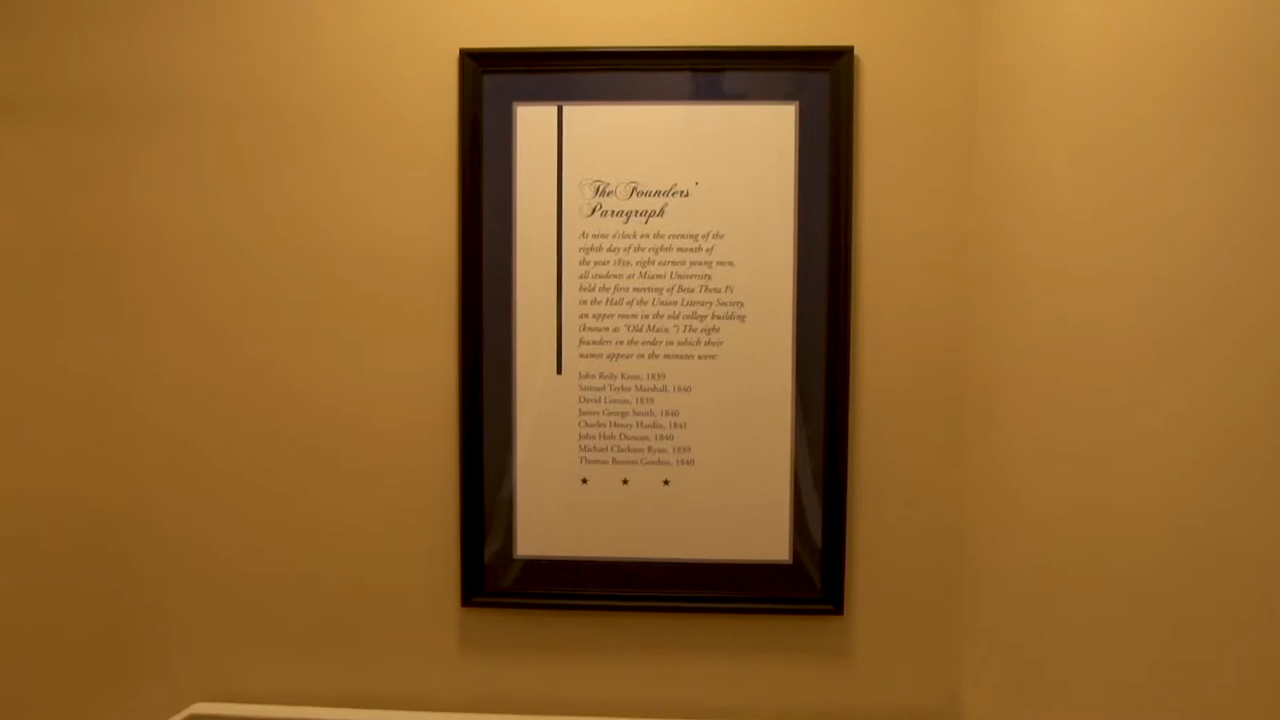 The Founders'
Paragraph
At nine o'clock on the evening of the
eighth day of the eighth month of
the year 1839, eight earnest young men,
all students at Miami University,
held the first meeting of Beta Theta Pi
in the Hall of the Union Literary Society,
an upper room in the old college building
(known as "Old Main.") The eight
founders in the order in which their
names appear in the minutes were:
John Reily Knox, 1839
Samuel Taylor Marshall, 1840
David Linton, 1839
James George Smith, 1840
Charles Henry Hardin, 1841
John Holt Duncan, 1840
Michael Clarkson Ryan, 1839
Thomas Boston Gordon, 1840